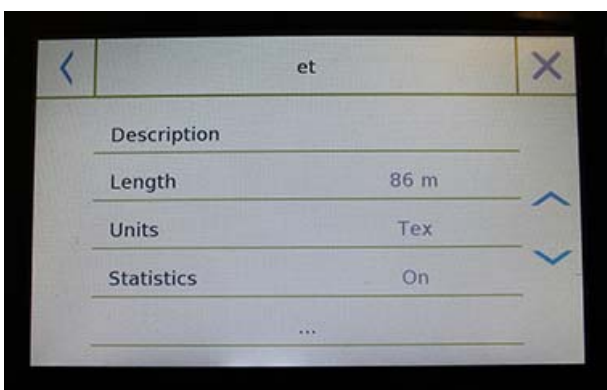 et
Description
Length 86 m
Units Tex
Statistics On
...